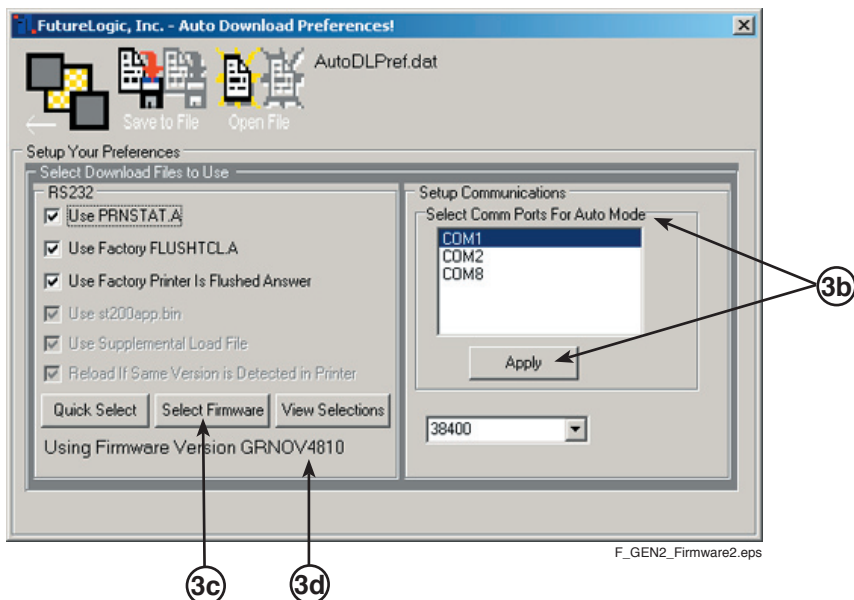 FutureLogic, Inc. - Auto Download Preferences!
AutoDLPref.dat
Save to File
Open File
Setup Your Preferences
Select Download Files to Use
RS232
Use PRNSTAT.A
Use Factory FLUSHTCL.A
Use Factory Printer Is Flushed Answer
Use st200app.bin
Use Supplemental Load File
Reload If Same Version is Detected in Printer
Quick Select
Select Firmware
View Selections
Using Firmware Version GRNOV4810
Setup Communications
Select Comm Ports For Auto Mode
COM1
COM2
COM8
Apply
38400
3b
F_GEN2_Firmware2.eps
3c
3d